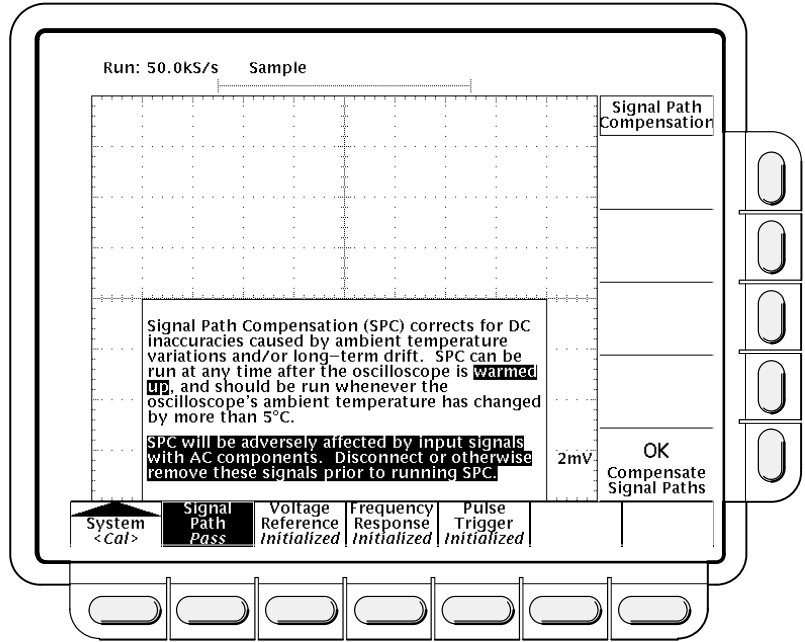 Run: 50.0kS/s Sample
Signal Path
Compensation
Signal Path Compensation (SPC) corrects for DC
inaccuracies caused by ambient temperature
variations and/or long-term drift. SPC can be
run at any time after the oscilloscope is warmed
up, and should be run whenever the
oscilloscope's ambient temperature has changed
by more than 5°C.
SPC will be adversely affected by input signals
with AC components. Disconnect or otherwise
remove these signals prior to running SPC.
2mV
OK
Compensate
Signal Paths
System
<Cal>
Signal
Path
Pass
Voltage
Reference
Initialized
Frequency
Response
Initialized
Pulse
Trigger
Initialized